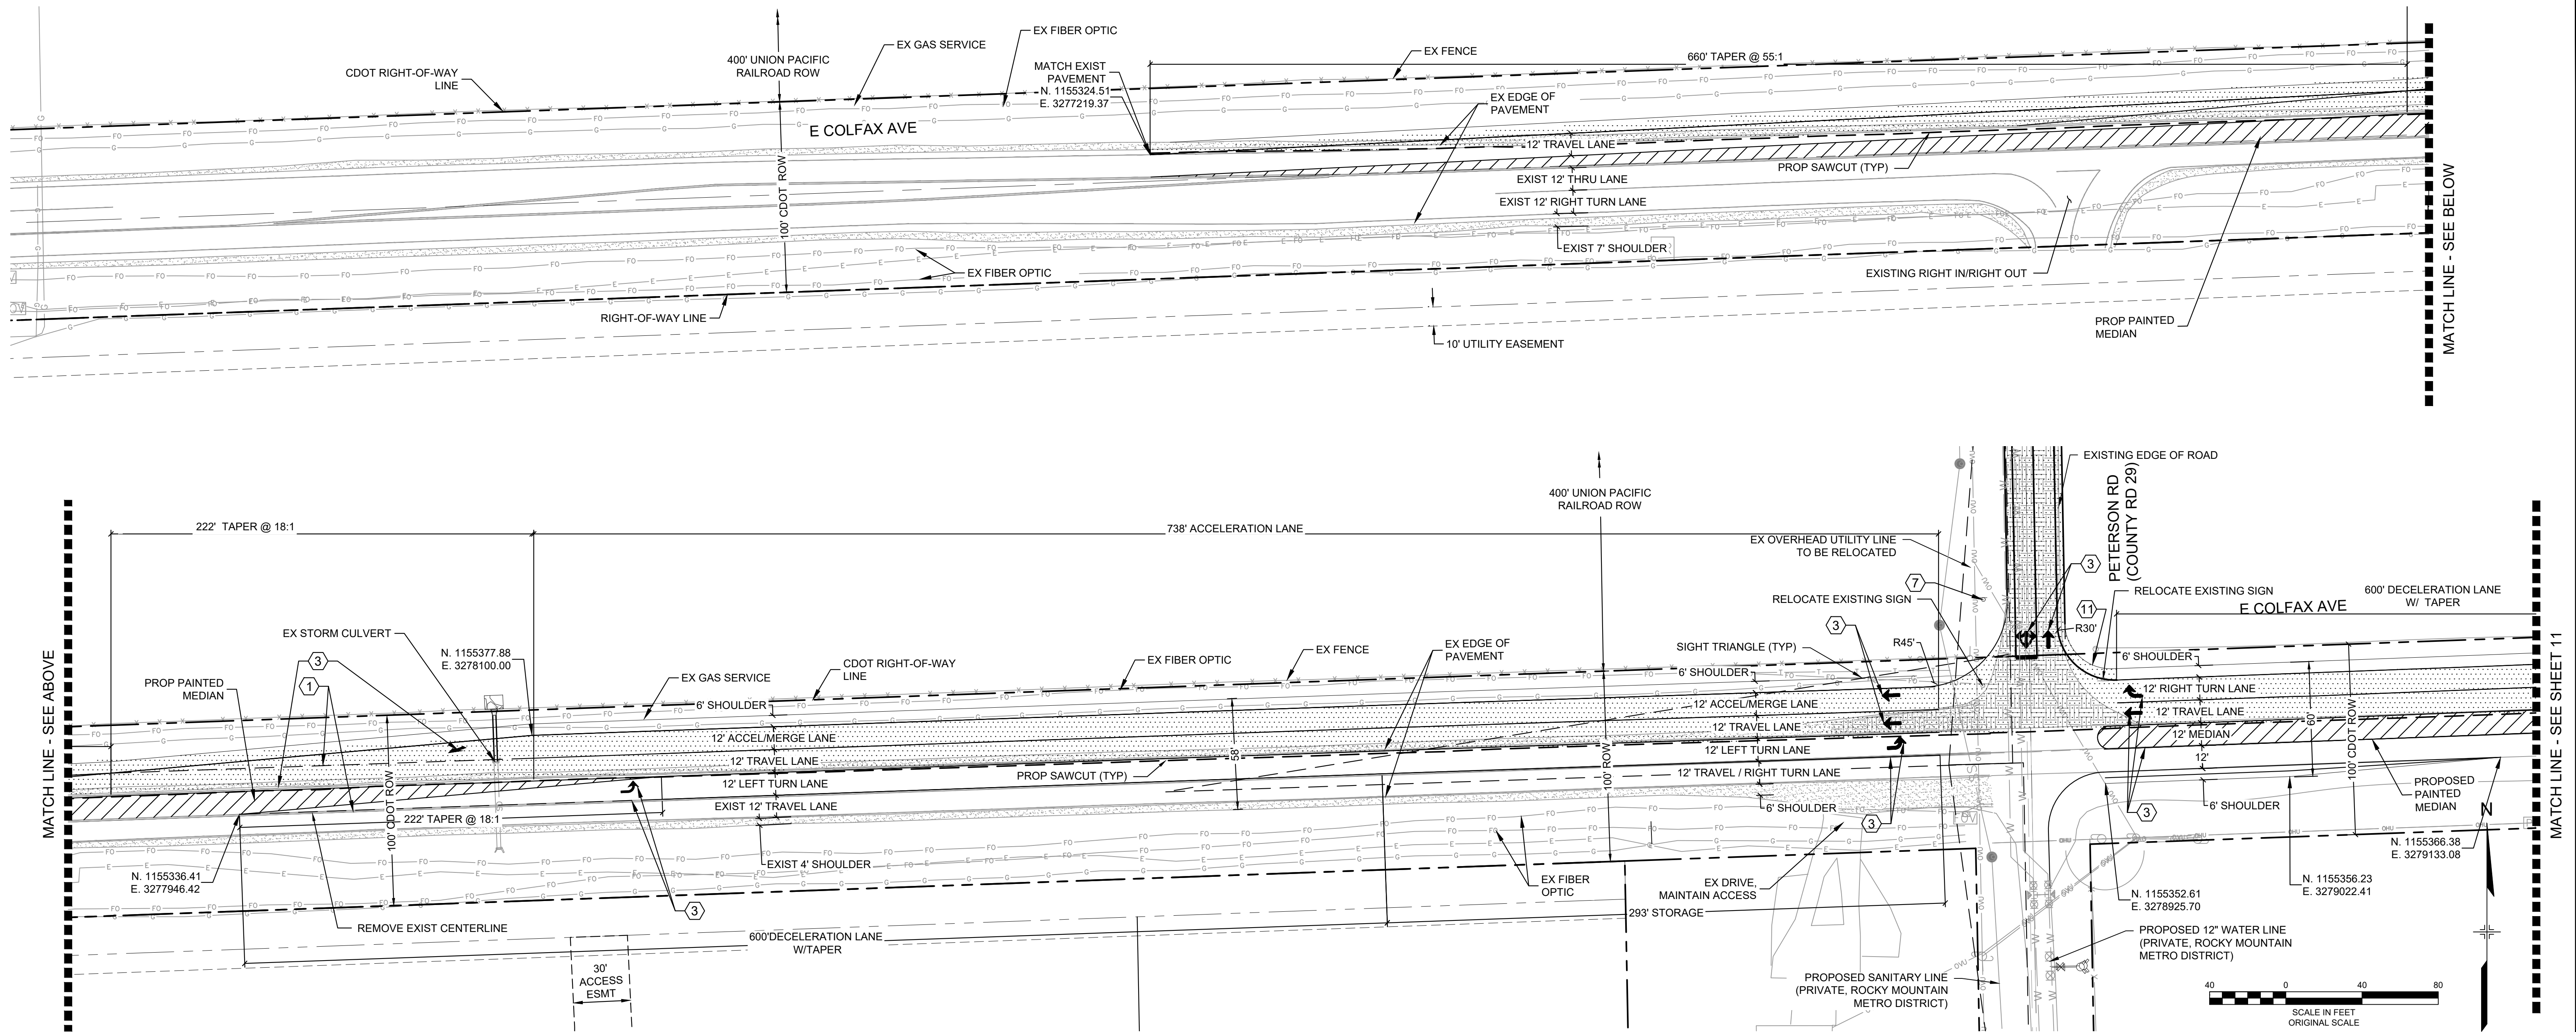 CDOT RIGHT-OF-WAY
LINE
400' UNION PACIFIC
RAILROAD ROW
EX GAS SERVICE
EX FIBER OPTIC
MATCH EXIST
PAVEMENT
N. 1155324.51
E. 3277219.37
EX FENCE
660' TAPER @ 55:1
EX EDGE OF
PAVEMENT
E COLFAX AVE
12' TRAVEL LANE
PROP SAWCUT (TYP)
EXIST 12' THRU LANE
EXIST 12' RIGHT TURN LANE
100' CDOT ROW
EXIST 7' SHOULDER
EX FIBER OPTIC
EXISTING RIGHT IN/RIGHT OUT
RIGHT-OF-WAY LINE
10' UTILITY EASEMENT
PROP PAINTED
MEDIAN
MATCH LINE - SEE BELOW
MATCH LINE - SEE ABOVE
222' TAPER @ 18:1
738' ACCELERATION LANE
400' UNION PACIFIC
RAILROAD ROW
EX OVERHEAD UTILITY LINE
TO BE RELOCATED
EXISTING EDGE OF ROAD
PETERSON RD
(COUNTY RD 29)
3
7
RELOCATE EXISTING SIGN
RELOCATE EXISTING SIGN
11
600' DECELERATION LANE
W/ TAPER
E COLFAX AVE
R30'
EX STORM CULVERT
3
1
N. 1155377.88
E. 3278100.00
PROP PAINTED
MEDIAN
EX GAS SERVICE
CDOT RIGHT-OF-WAY
LINE
EX FIBER OPTIC
EX FENCE
EX EDGE OF
PAVEMENT
3
SIGHT TRIANGLE (TYP)
R45'
6' SHOULDER
6' SHOULDER
6' SHOULDER
12' RIGHT TURN LANE
12' ACCEL/MERGE LANE
12' ACCEL/MERGE LANE
12' TRAVEL LANE
12' TRAVEL LANE
12' TRAVEL LANE
12' MEDIAN
12' LEFT TURN LANE
12' LEFT TURN LANE
12'
60'
58'
PROP SAWCUT (TYP)
12' TRAVEL / RIGHT TURN LANE
EXIST 12' TRAVEL LANE
222' TAPER @ 18:1
100' CDOT ROW
100' ROW
100' CDOT ROW
6' SHOULDER
6' SHOULDER
PROPOSED
PAINTED
MEDIAN
3
3
N
EXIST 4' SHOULDER
N. 1155336.41
E. 3277946.42
REMOVE EXIST CENTERLINE
3
EX FIBER
OPTIC
EX DRIVE,
MAINTAIN ACCESS
293' STORAGE
600'DECELERATION LANE
W/TAPER
30'
ACCESS
ESMT
N. 1155366.38
E. 3279133.08
N. 1155356.23
E. 3279022.41
N. 1155352.61
E. 3278925.70
PROPOSED 12" WATER LINE
(PRIVATE, ROCKY MOUNTAIN
METRO DISTRICT)
PROPOSED SANITARY LINE
(PRIVATE, ROCKY MOUNTAIN
METRO DISTRICT)
40 0 40 80
SCALE IN FEET
ORIGINAL SCALE
MATCH LINE - SEE SHEET 11